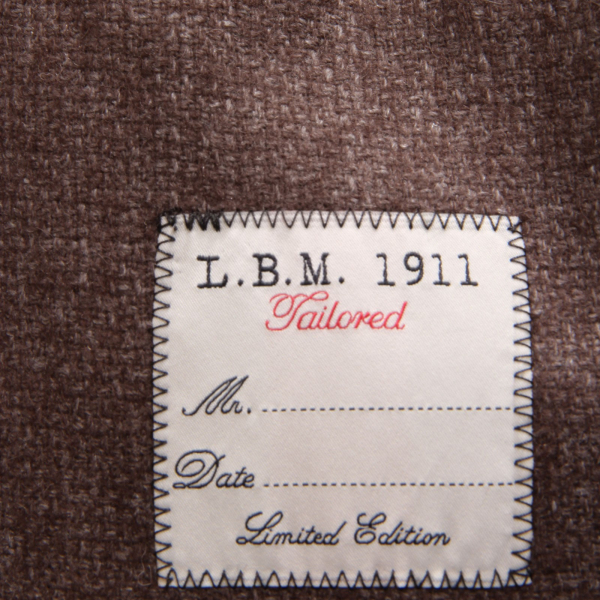 L.B.M. 1911
Tailored
Mr.
Date
Limited Edition